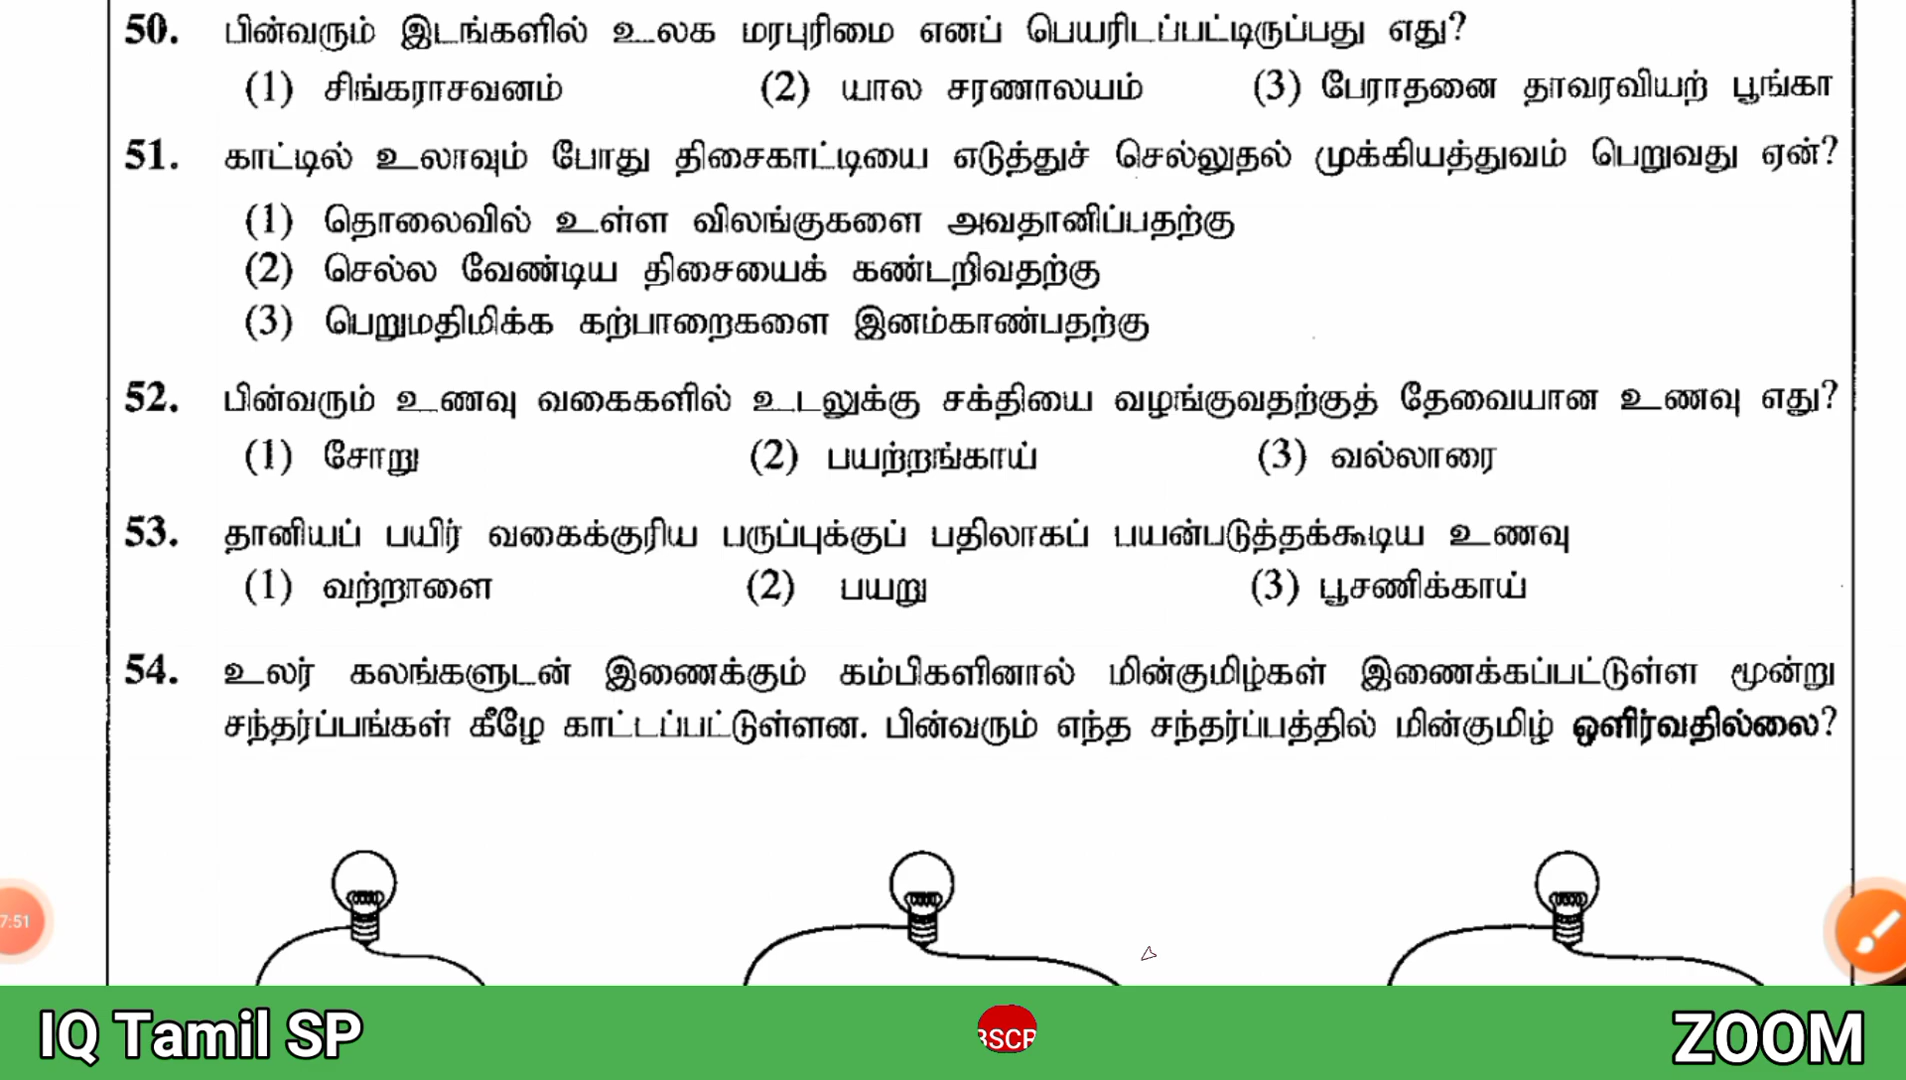 50. பின்வரும் இடங்களில் உலக மரபுரிமை எனப் பெயரிடப்பட்டிருப்பது எது?
(1) சிங்கராசவனம் (2) யால சரணாலயம் (3) பேராதனை தாவரவியற் பூங்கா
51. காட்டில் உலாவும் போது திசைகாட்டியை எடுத்துச் செல்லுதல் முக்கியத்துவம் பெறுவது ஏன்?
(1) தொலைவில் உள்ள விலங்குகளை அவதானிப்பதற்கு
(2) செல்ல வேண்டிய திசையைக் கண்டறிவதற்கு
(3) பெறுமதிமிக்க கற்பாறைகளை இனம்காண்பதற்கு
52. பின்வரும் உணவு வகைகளில் உடலுக்கு சக்தியை வழங்குவதற்குத் தேவையான உணவு எது?
(1) சோறு (2) பயற்றங்காய் (3) வல்லாரை
53. தானியப் பயிர் வகைக்குரிய பருப்புக்குப் பதிலாகப் பயன்படுத்தக்கூடிய உணவு
(1) வற்றாளை (2) பயறு (3) பூசணிக்காய்
54. உலர் கலங்களுடன் இணைக்கும் கம்பிகளினால் மின்குமிழ்கள் இணைக்கப்பட்டுள்ள மூன்று
சந்தர்ப்பங்கள் கீழே காட்டப்பட்டுள்ளன. பின்வரும் எந்த சந்தர்ப்பத்தில் மின்குமிழ் ஒளிர்வதில்லை?
7:51
IQ Tamil SP ZOOM